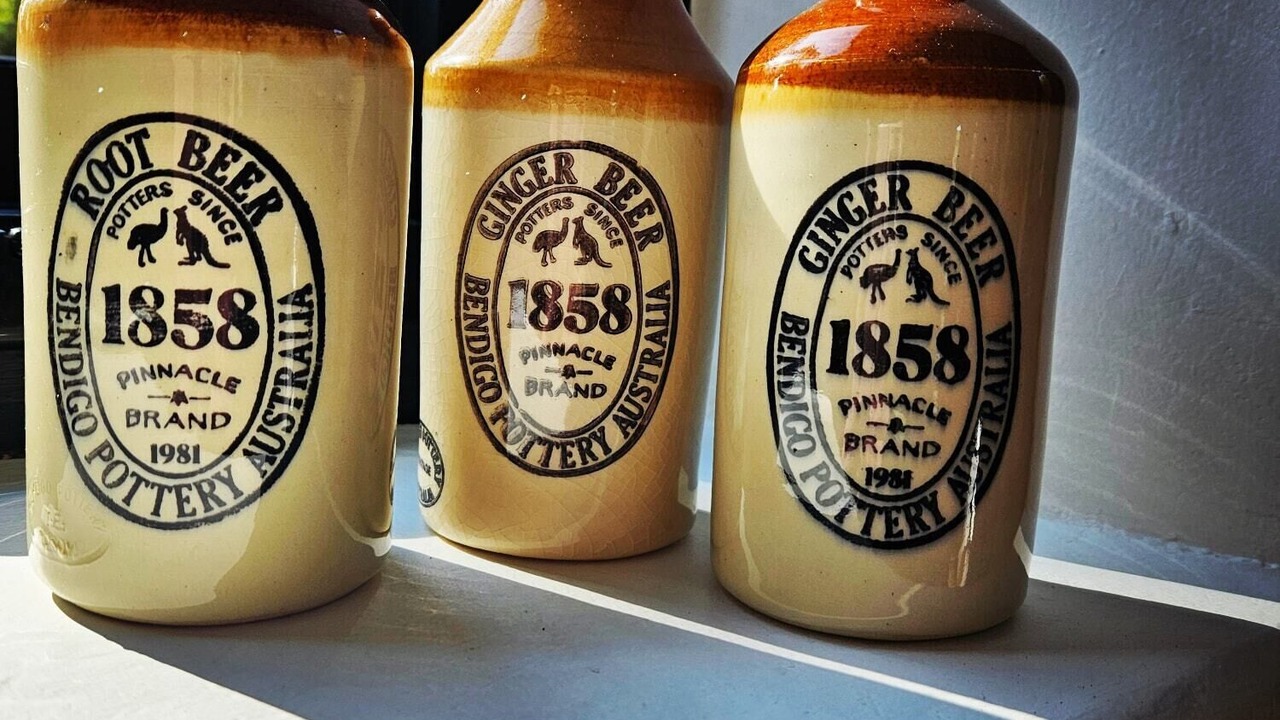 ROOT BEER
POTTERS SINCE
1858
PINNACLE
BRAND
1981
BENDIGO POTTERY AUSTRALIA
GINGER BEER
POTTERS SINCE
1858
PINNACLE
BRAND
BENDIGO POTTERY AUSTRALIA
GINGER BEER
POTTERS SINCE
1858
PINNACLE
BRAND
1981
BENDIGO POTTERY AUSTRALIA